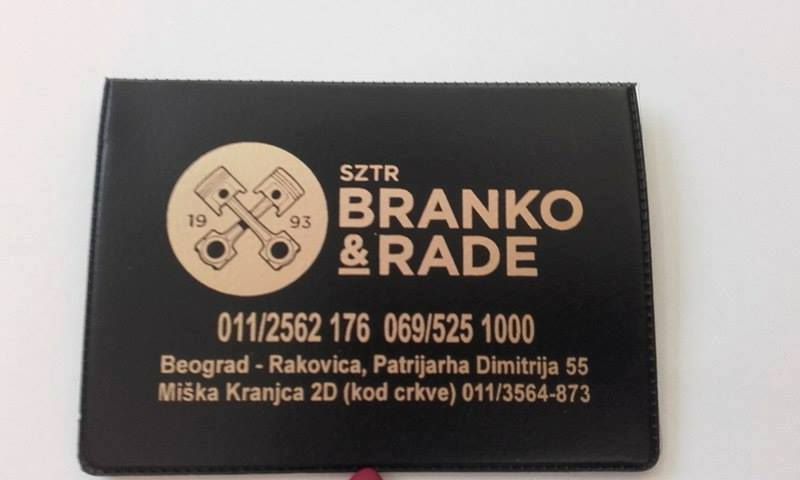 19 93
SZTR
BRANKO
& RADE
011/2562 176 069/525 1000
Beograd - Rakovica, Patrijarha Dimitrija 55
Miška Kranjca 2D (kod crkve) 011/3564-873